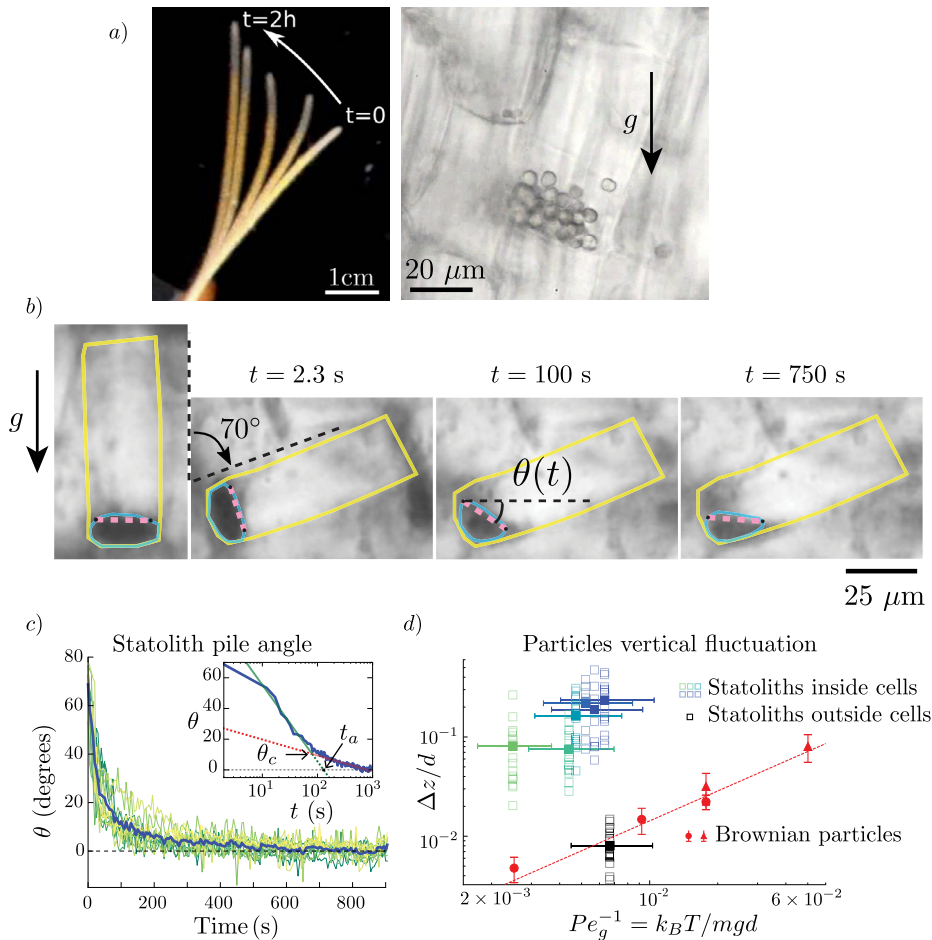 a)
t=2h
t=0
1cm
g
20 μm
b)
g
70°
t = 2.3 s
t = 100 s
θ(t)
t = 750 s
25 μm
c)
Statolith pile angle
θ (degrees)
80
60
40
20
0
0
200
400
600
800
Time (s)
θ
60
40
20
0
θc
ta
10¹
10²
10³
t (s)
d)
Particles vertical fluctuation
Δz/d
10⁻¹
10⁻²
Statoliths inside cells
Statoliths outside cells
Brownian particles
2 × 10⁻³
10⁻²
6 × 10⁻²
Pe_g⁻¹ = k_BT/mgd